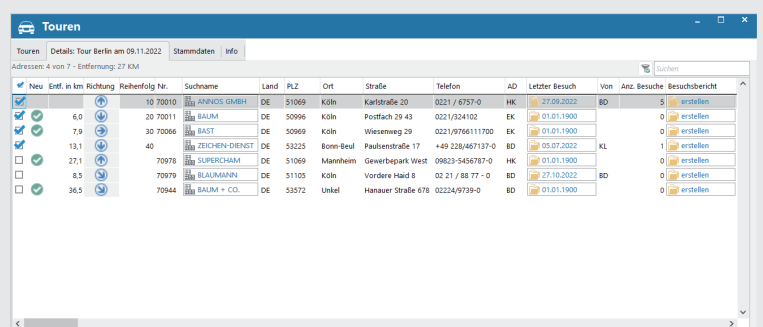 Touren
Touren Details: Tour Berlin am 09.11.2022 Stammdaten Info
Adressen: 4 von 7 - Entfernung: 27 KM
Suchen
Neu Entf. in km Richtung Reihenfolg Nr. Suchname Land PLZ Ort Straße Telefon AD Letzter Besuch Von Anz. Besuche Besuchsbericht
10 70010 ANNOS GMBH DE 51069 Köln Karlstraße 20 0221 / 6757-0 HK 27.09.2022 BD 5 erstellen
6,0 20 70011 BAUM DE 50996 Köln Postfach 29 43 0221/324102 EK 01.01.1900 0 erstellen
7,9 30 70066 BAST DE 50969 Köln Wiesenweg 29 0221/9766111700 EK 01.01.1900 0 erstellen
13,1 40 ZEICHEN-DIENST DE 53225 Bonn-Beul Paulsenstraße 17 +49 228/467137-0 BD 05.07.2022 KL 1 erstellen
27,1 70978 SUPERCHAM DE 51069 Mannheim Gewerbepark West 09823-5456787-0 HK 01.01.1900 0 erstellen
8,5 70979 BLAUMANN DE 51105 Köln Vordere Haid 8 02 21 / 88 77 - 0 BD 27.10.2022 BD 0 erstellen
36,5 70944 BAUM + CO. DE 53572 Unkel Hanauer Straße 678 02224/9739-0 BD 01.01.1900 0 erstellen